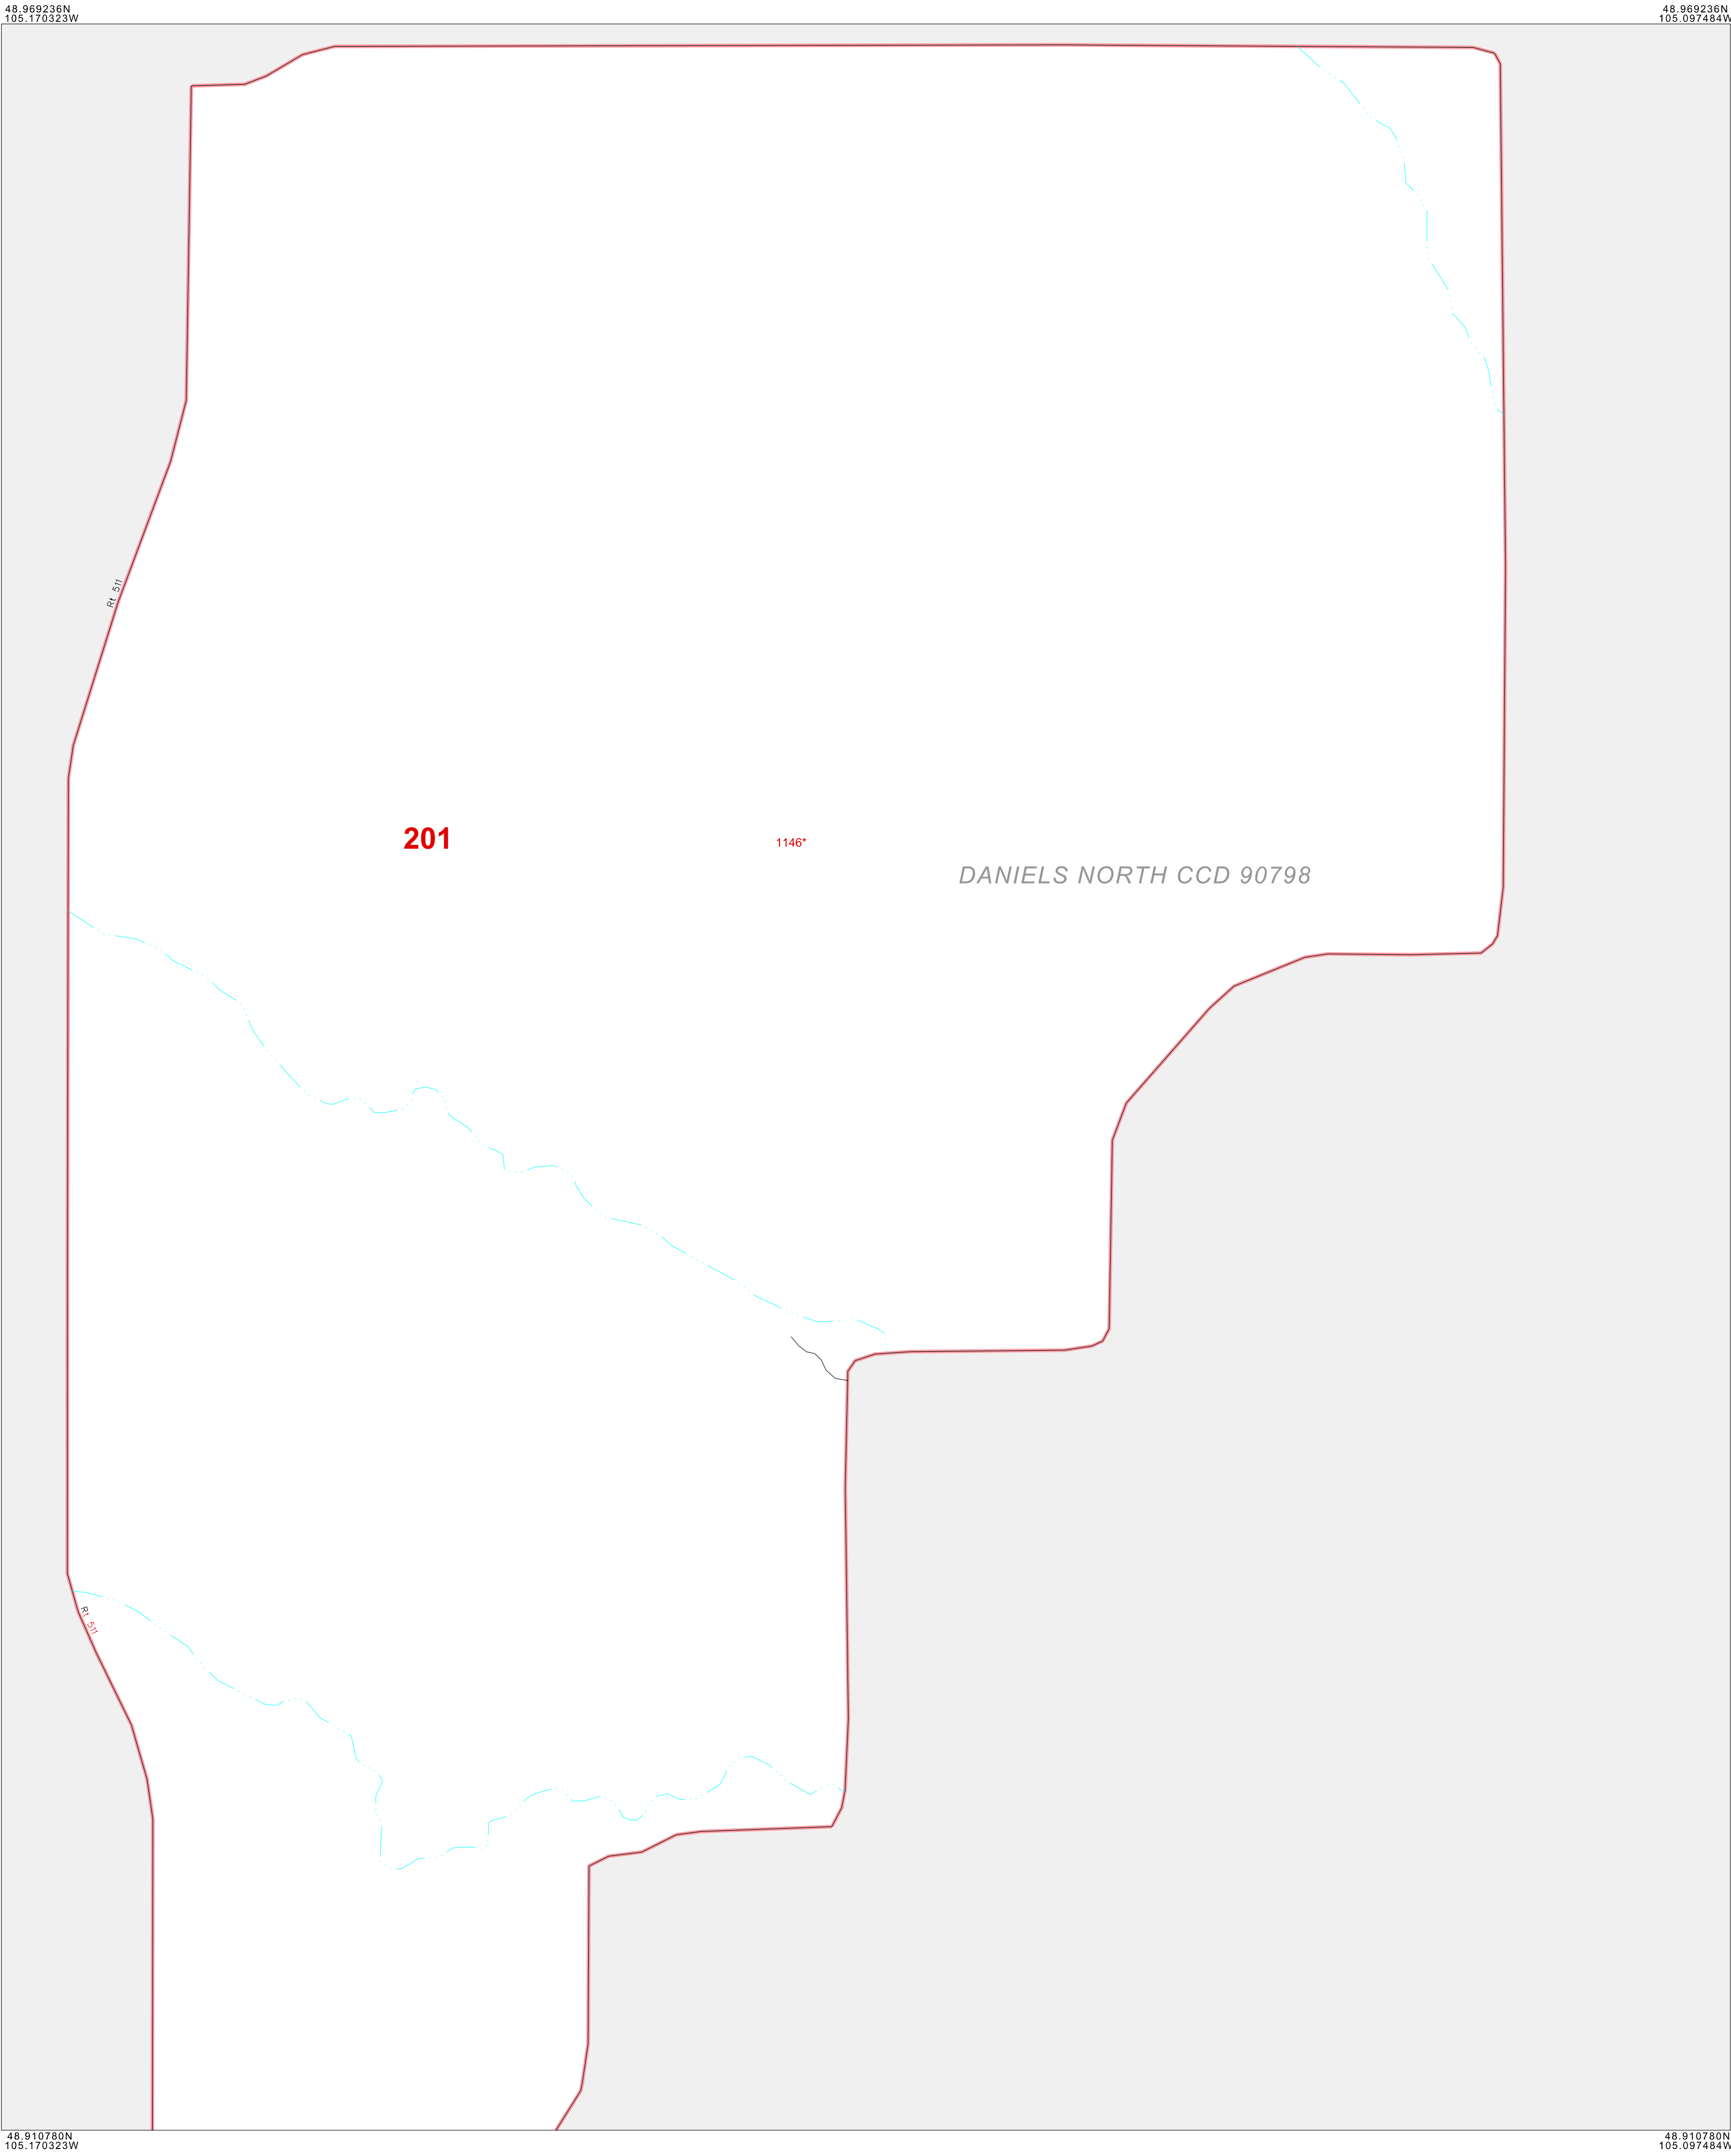 48.969236N
105.170323W
48.969236N
105.097484W
Rt 511
201
1146*
DANIELS NORTH CCD 90798
Rt 511
48.910780N
105.170323W
48.910780N
105.097484W